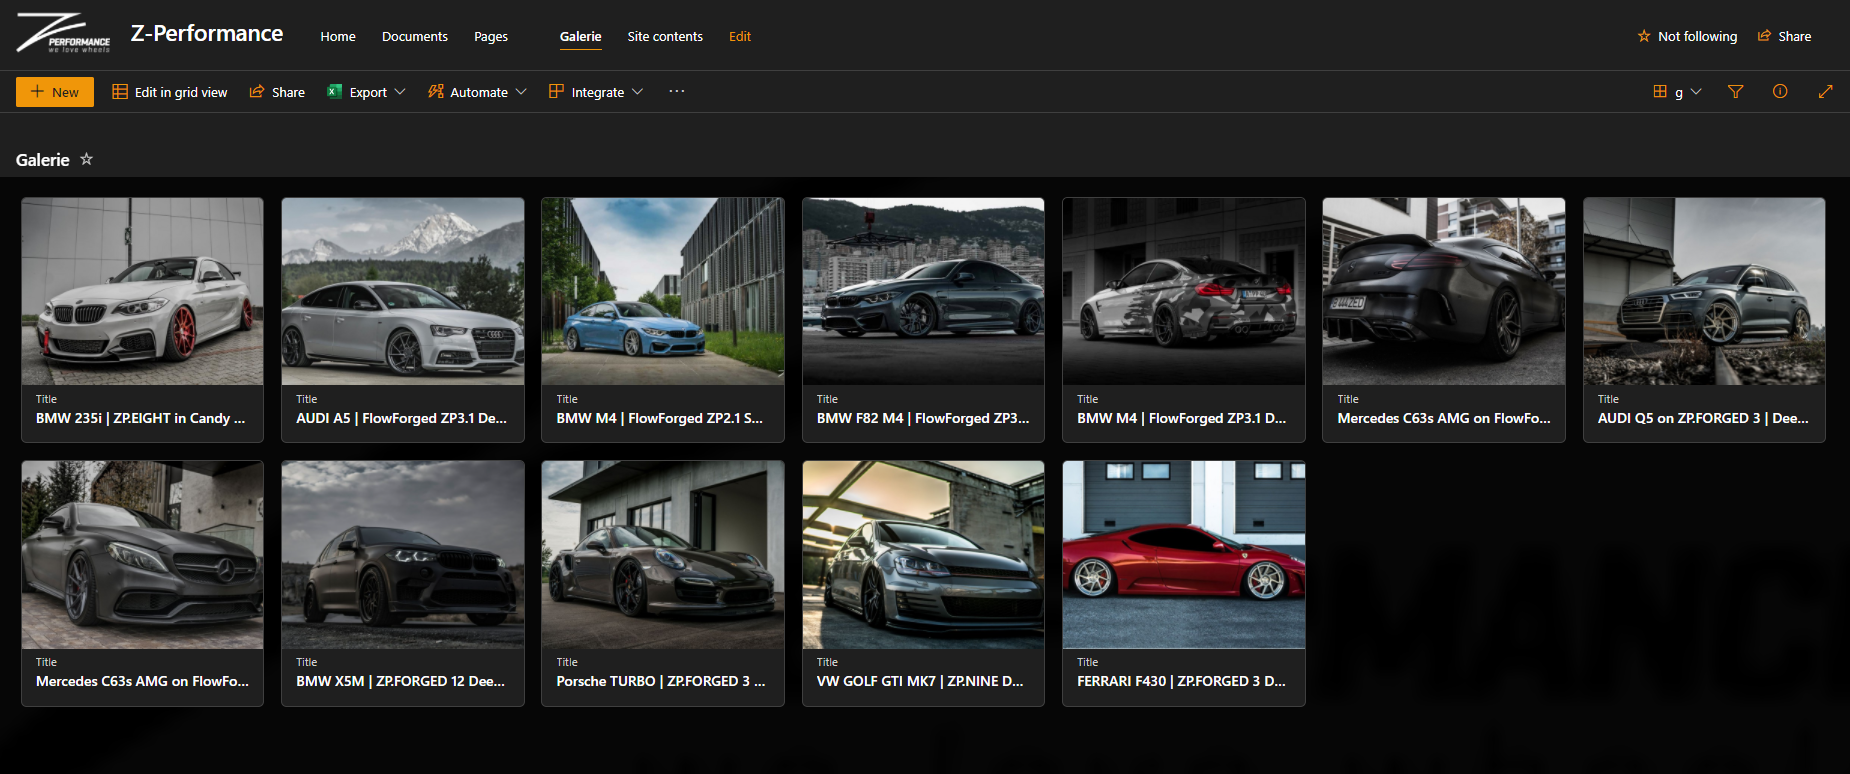 Z PERFORMANCE
we love wheels
Z-Performance
Home
Documents
Pages
Galerie
Site contents
Edit
Not following
Share
New
Edit in grid view
Share
Export
Automate
Integrate
...
g
Galerie
Title
BMW 235i | ZP.EIGHT in Candy ...
Title
AUDI A5 | FlowForged ZP3.1 De...
Title
BMW M4 | FlowForged ZP2.1 S...
Title
BMW F82 M4 | FlowForged ZP3...
Title
BMW M4 | FlowForged ZP3.1 D...
Title
Mercedes C63s AMG on FlowFo...
Title
AUDI Q5 on ZP.FORGED 3 | Dee...
Title
Mercedes C63s AMG on FlowFo...
Title
BMW X5M | ZP.FORGED 12 Dee...
Title
Porsche TURBO | ZP.FORGED 3 ...
Title
VW GOLF GTI MK7 | ZP.NINE D...
Title
FERRARI F430 | ZP.FORGED 3 D...